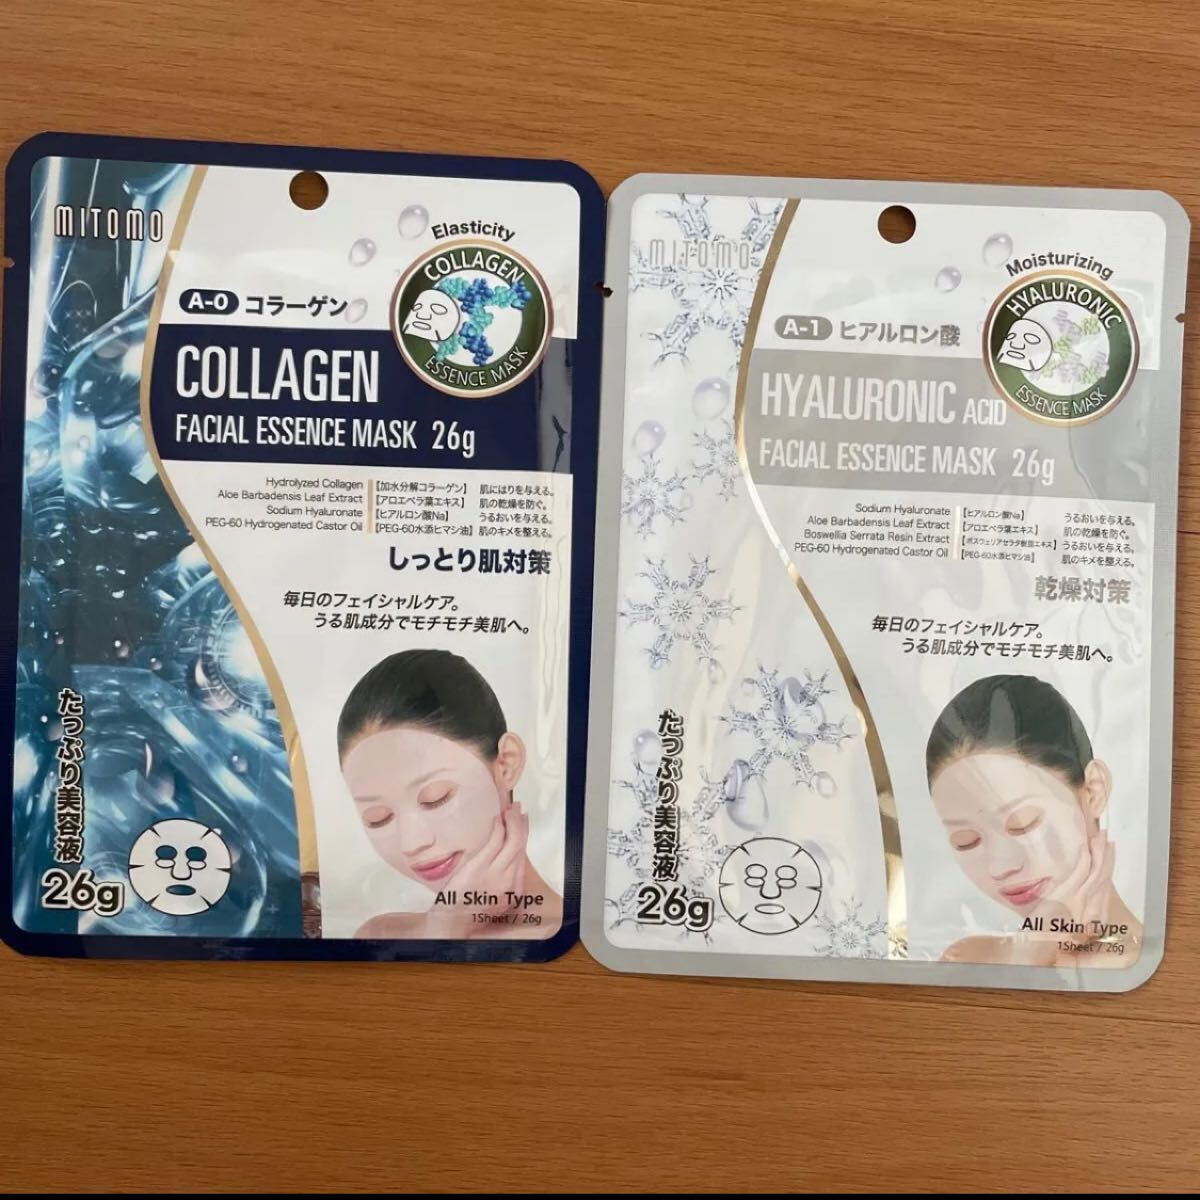 MITOMO
Elasticity
COLLAGEN
ESSENCE MASK
A-0 コラーゲン
COLLAGEN
FACIAL ESSENCE MASK 26g
Hydrolyzed Collagen 【加水分解コラーゲン】 肌にはりを与える。
Aloe Barbadensis Leaf Extract 【アロエベラ葉エキス】 肌の乾燥を防ぐ。
Sodium Hyaluronate 【ヒアルロン酸Na】 うるおいを与える。
PEG-60 Hydrogenated Castor Oil 【PEG-60水添ヒマシ油】 肌のキメを整える。
しっとり肌対策
毎日のフェイシャルケア。
うる肌成分でモチモチ美肌へ。
たっぷり美容液
26g
All Skin Type
1Sheet / 26g
MITOMO
Moisturizing
HYALURONIC
ESSENCE MASK
A-1 ヒアルロン酸
HYALURONIC ACID
FACIAL ESSENCE MASK 26g
Sodium Hyaluronate 【ヒアルロン酸Na】 うるおいを与える。
Aloe Barbadensis Leaf Extract 【アロエベラ葉エキス】 肌の乾燥を防ぐ。
Boswellia Serrata Resin Extract 【ボスウェリアセラタ樹脂エキス】 うるおいを与える。
PEG-60 Hydrogenated Castor Oil 【PEG-60水添ヒマシ油】 肌のキメを整える。
乾燥対策
毎日のフェイシャルケア。
うる肌成分でモチモチ美肌へ。
たっぷり美容液
26g
All Skin Type
1Sheet / 26g